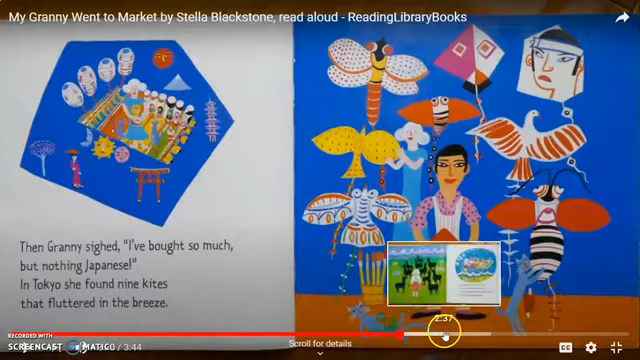 My Granny Went to Market by Stella Blackstone, read aloud - ReadingLibraryBooks
Then Granny sighed, "I've bought so much,
but nothing Japanese!"
In Tokyo she found nine kites
that fluttered in the breeze.
2:37
RECORDED WITH
SCREENCAST MATIC
/ 3:44
Scroll for details
CC